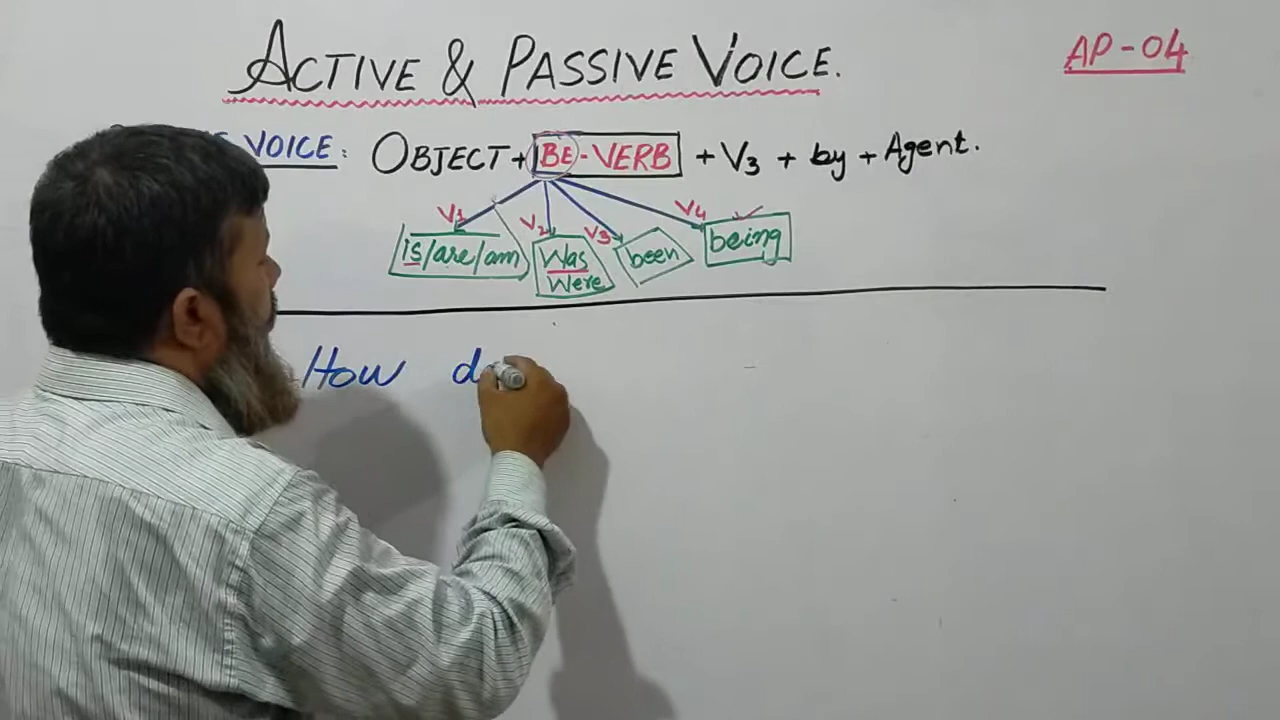 ACTIVE & PASSIVE VOICE.
AP-04
VOICE: OBJECT + BE-VERB + V3 + by + Agent.
V1 V2 V3 V4
is/are/am Was Were been being
How d